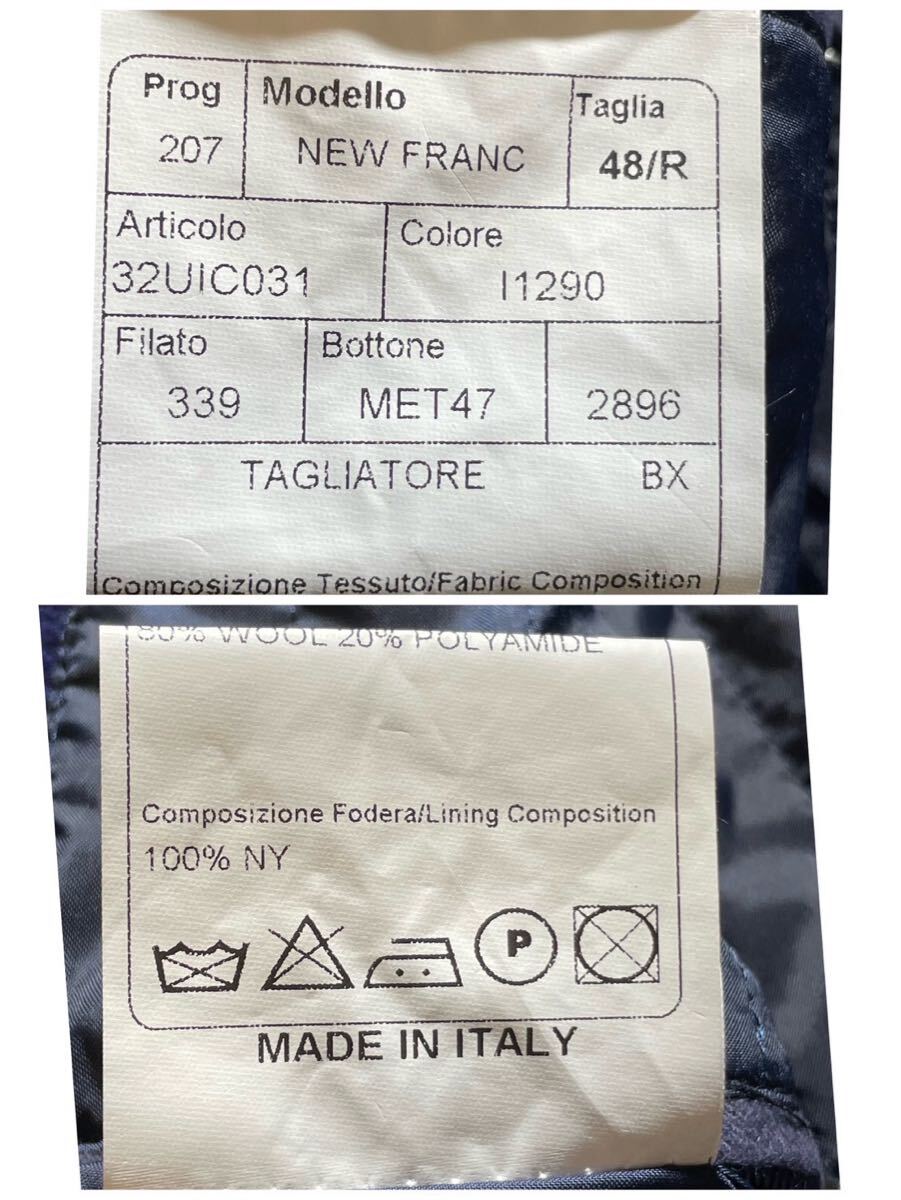 Prog Modello Taglia
207 NEW FRANC 48/R
Articolo Colore
32UIC031 I1290
Filato Bottone
339 MET47 2896
TAGLIATORE BX
Composizione Tessuto/Fabric Composition
80% WOOL 20% POLYAMIDE
Composizione Fodera/Lining Composition
100% NY
P
MADE IN ITALY